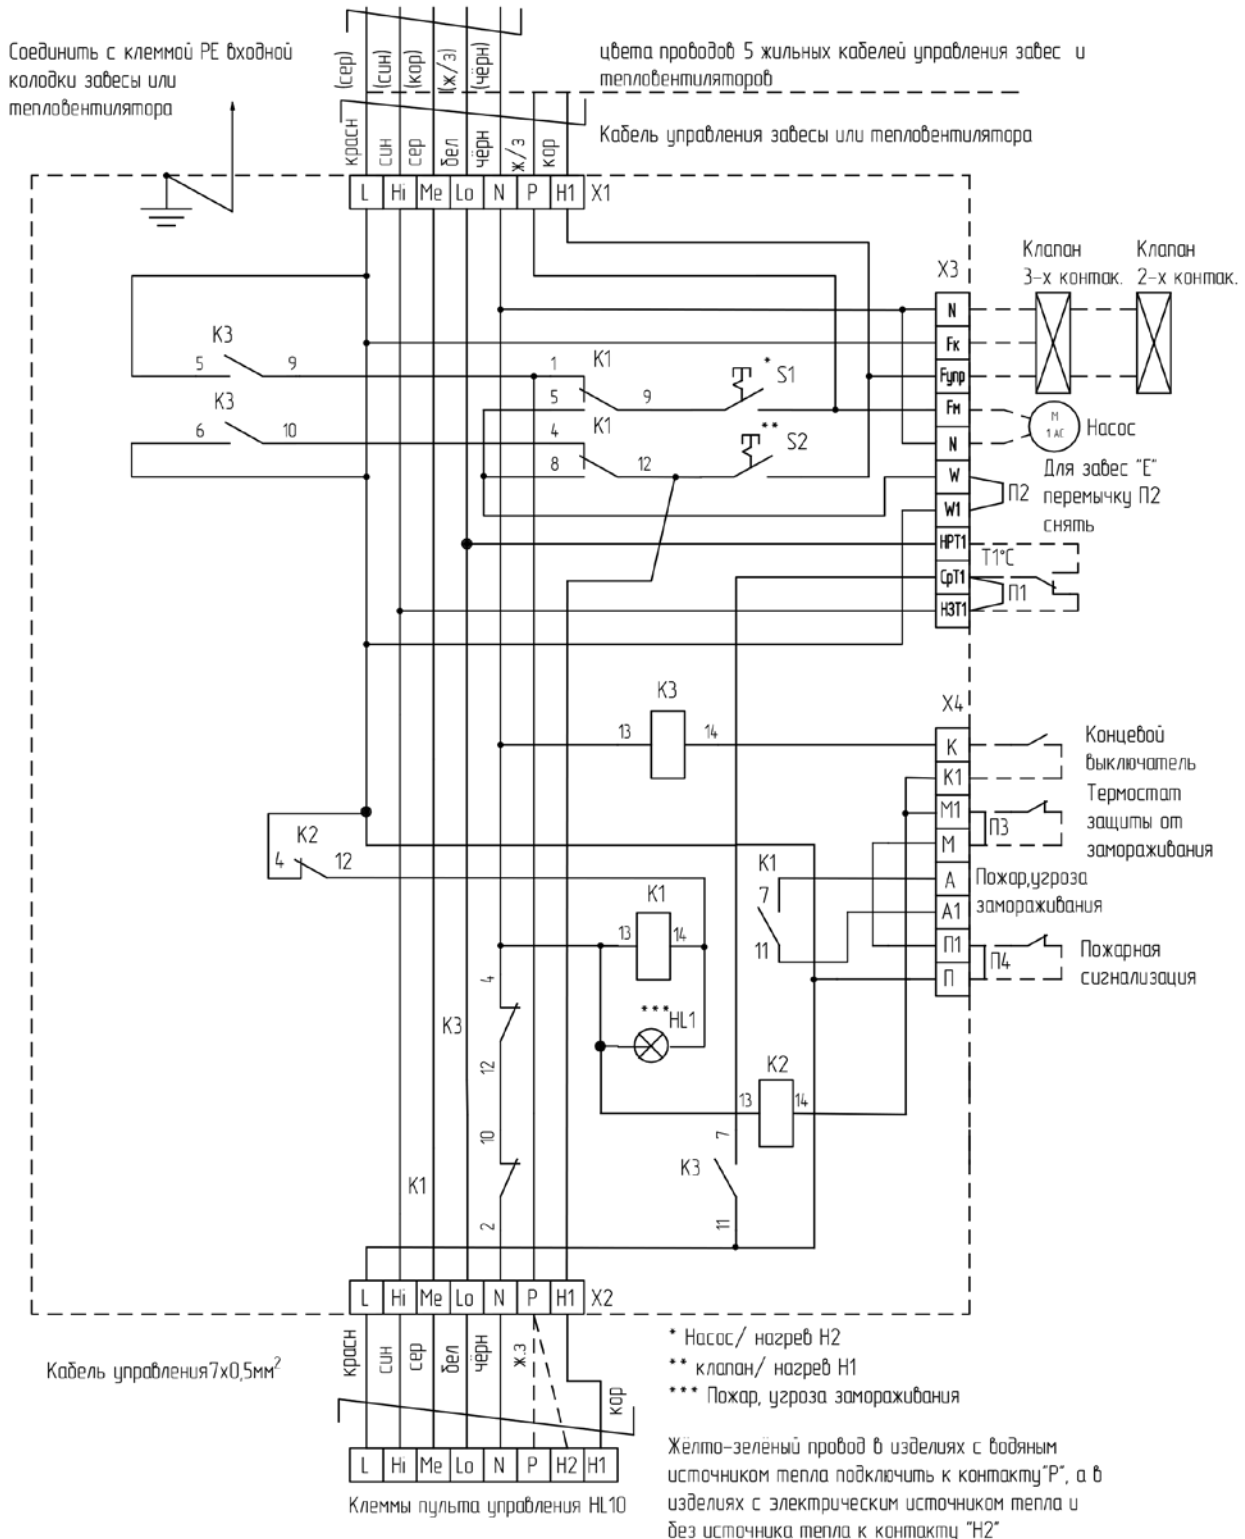 Соединить с клеммой PE входной
колодки завесы или
тепловентилятора
(сер)
(син)
(кор)
(ж/з)
(чёрн)
цвета проводов 5 жильных кабелей управления завес и
тепловентиляторов
Кабель управления завесы или тепловентилятора
красн
син
сер
бел
чёрн
ж/з
кор
L Hi Me Lo N P H1 X1
X3
Клапан
3-х контак.
Клапан
2-х контак.
N
Fк
Fупр
Fн
N
W
W1
НРТ1
СрТ1
НЗТ1
M
1 AC
Насос
Для завес "Е"
перемычку П2
снять
П2
Т1°С
П1
K3
5 9
K3
6 10
1 K1
5 9
* S1
4 K1
8 12
** S2
K3
13 14
X4
К
К1
М1
М
А
А1
П1
П
Концевой
выключатель
Термостат
защиты от
замораживания
П3
Пожар,угроза
замораживания
П4
Пожарная
сигнализация
K2
4 12
K1
13 14
K1
7
11
***HL1
K2
13 14
4
K3
12
10
K1
2
7
K3
11
L Hi Me Lo N P H1 X2
Кабель управления7х0,5мм²
красн
син
сер
бел
чёрн
ж.з
кор
* Насос/ нагрев Н2
** клапан/ нагрев Н1
*** Пожар, угроза замораживания
L Hi Me Lo N P H2 H1
Клеммы пульта управления HL10
Жёлто-зелёный провод в изделиях с водяным
источником тепла подключить к контакту"Р", а в
изделиях с электрическим источником тепла и
без источника тепла к контакту "Н2"